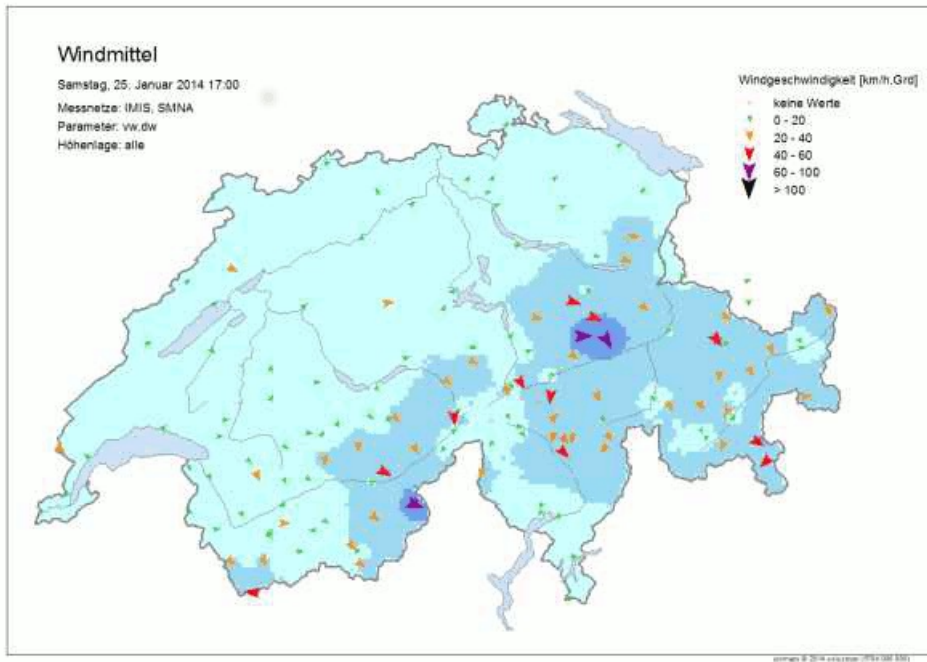 Windmittel
Samstag, 25. Januar 2014 17:00
Messnetze: IMIS, SMNA
Parameter: vw.dw
Höhenlage: alle
Windgeschwindigkeit [km/h.Grd]
keine Werte
0 - 20
20 - 40
40 - 60
60 - 100
> 100